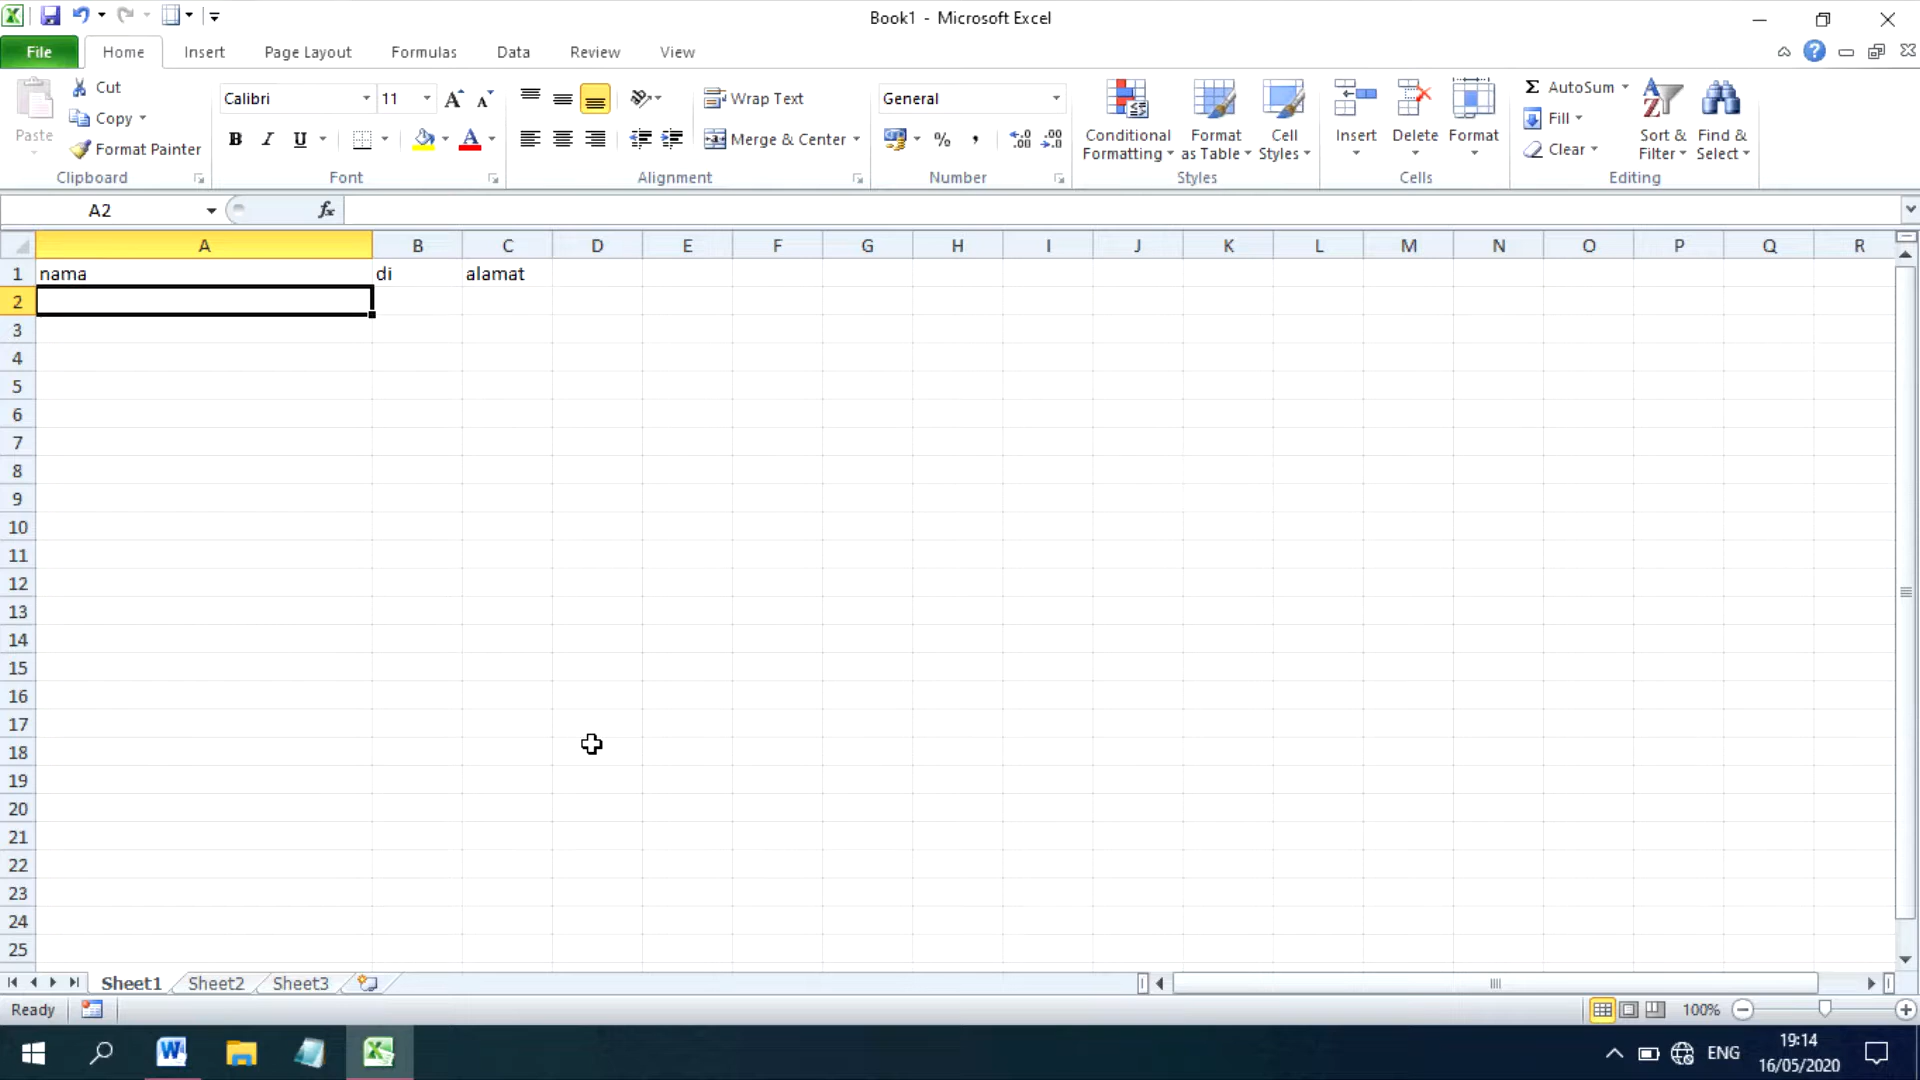 Book1 - Microsoft Excel
File Home Insert Page Layout Formulas Data Review View
Paste
Cut
Copy
Format Painter
Clipboard
Calibri 11
B I U A
Font
Wrap Text
Merge & Center
Alignment
General
% ,
Number
Conditional Formatting
Format as Table
Cell Styles
Styles
Insert Delete Format
Cells
Σ AutoSum
Fill
Clear
Sort & Filter
Find & Select
Editing
A2 fx
A B C D E F G H I J K L M N O P Q R
1 nama di alamat
2
3
4
5
6
7
8
9
10
11
12
13
14
15
16
17
18
19
20
21
22
23
24
25
Sheet1 Sheet2 Sheet3
Ready 100%
ENG 19:14
16/05/2020